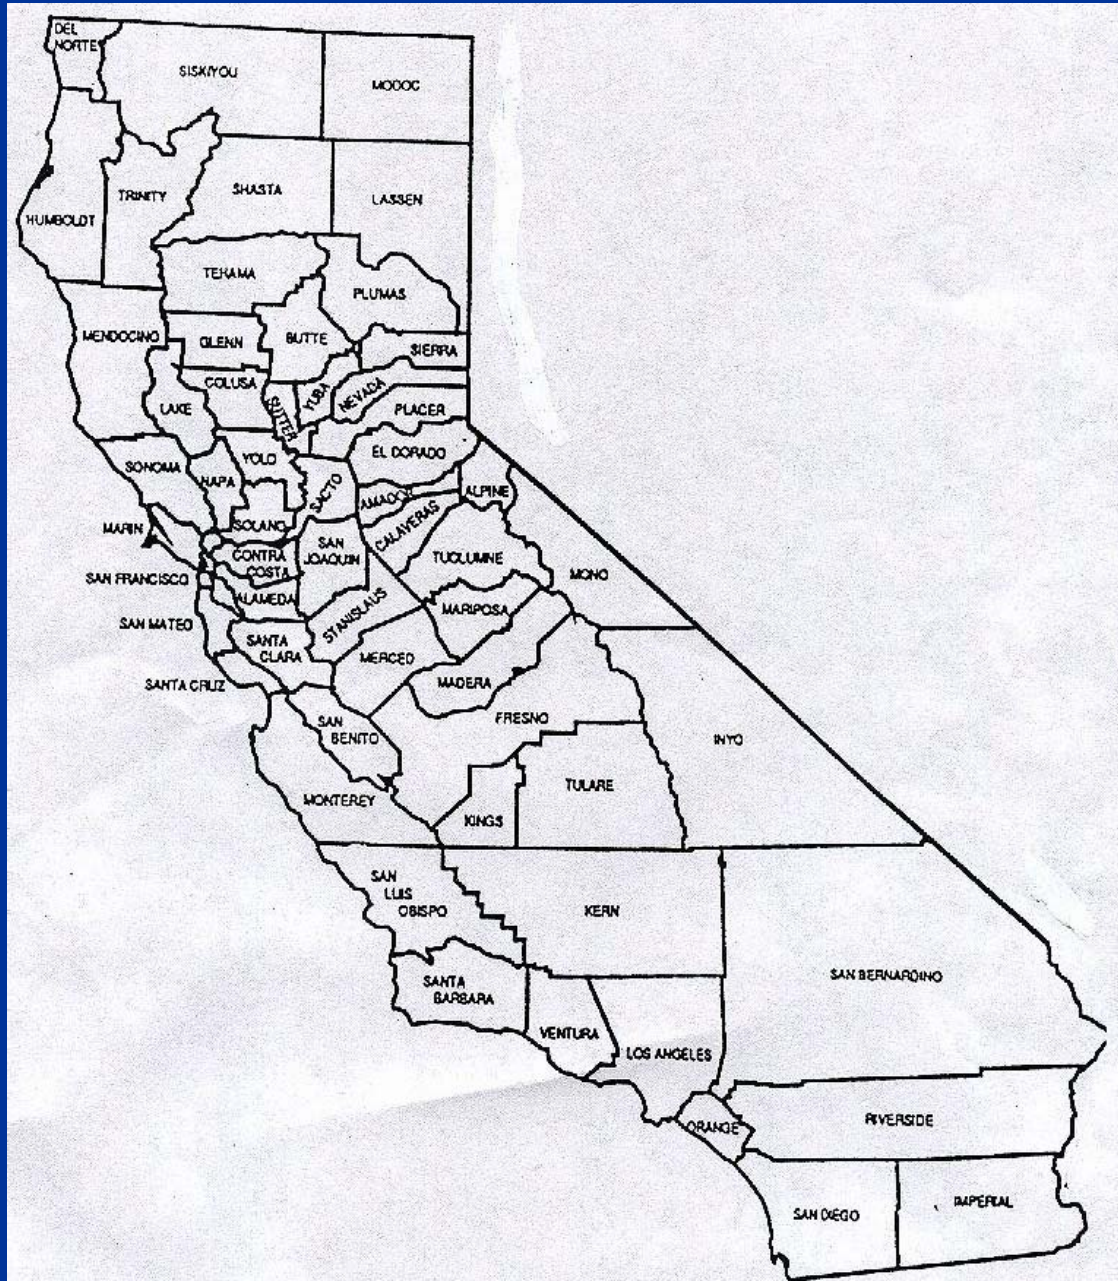 DEL
NORTE
SISKIYOU
MODOC
TRINITY
SHASTA
LASSEN
HUMBOLDT
TEHAMA
PLUMAS
MENDOCINO
GLENN
BUTTE
SIERRA
COLUSA
YUBA
NEVADA
SUTTER
LAKE
PLACER
EL DORADO
SONOMA
YOLO
NAPA
SACTO
AMADOR
ALPINE
MARIN
SOLANO
CALAVERAS
SAN
JOAQUIN
CONTRA
COSTA
TUOLUMNE
MONO
SAN FRANCISCO
ALAMEDA
STANISLAUS
MARIPOSA
SAN MATEO
SANTA
CLARA
MERCED
SANTA CRUZ
MADERA
FRESNO
SAN
BENITO
INYO
TULARE
MONTEREY
KINGS
SAN
LUIS
OBISPO
KERN
SAN BERNARDINO
SANTA
BARBARA
VENTURA
LOS ANGELES
ORANGE
RIVERSIDE
SAN DIEGO
IMPERIAL